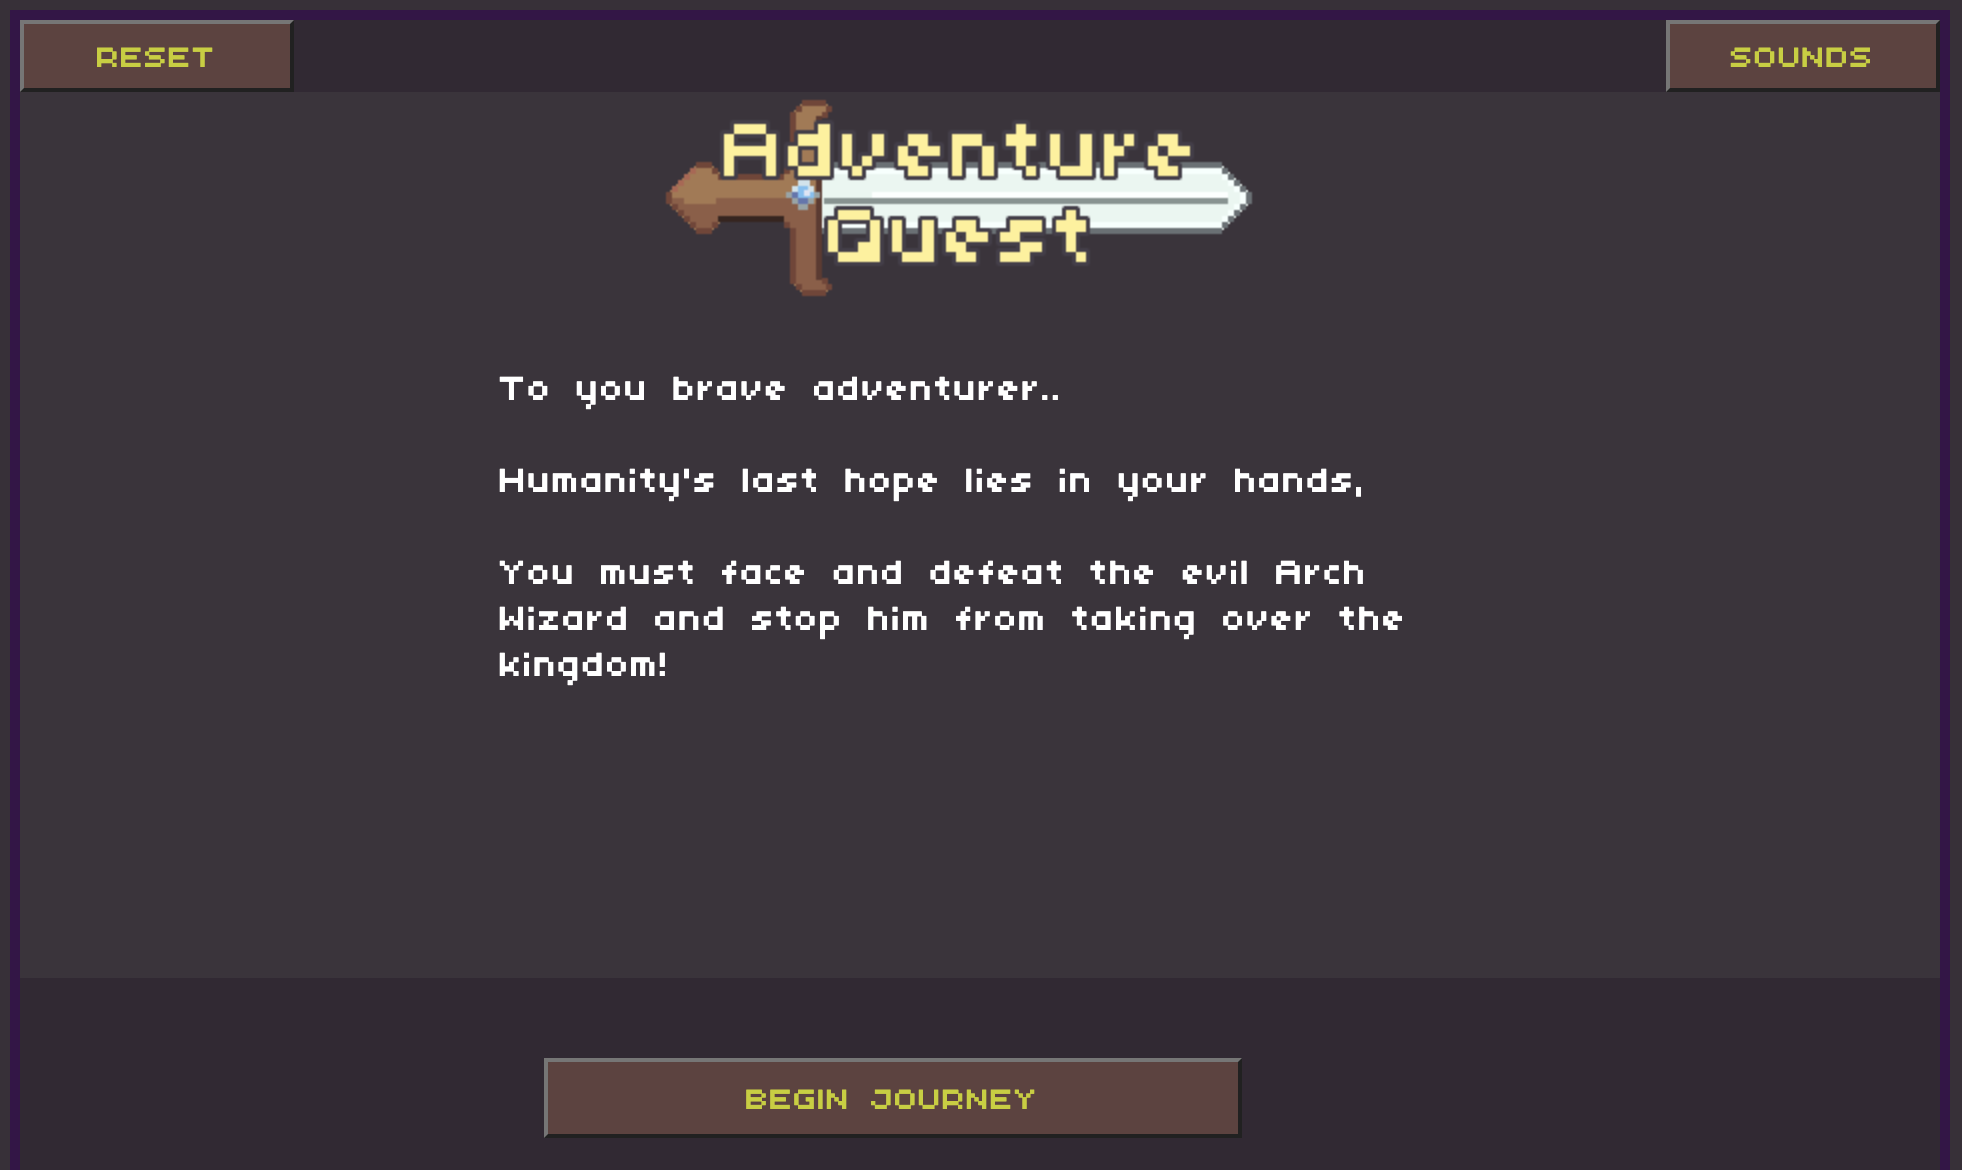 RESET
SOUNDS
Adventure
Quest
To you brave adventurer..
Humanity's last hope lies in your hands,
You must face and defeat the evil Arch
Wizard and stop him from taking over the
kingdom!
BEGIN JOURNEY